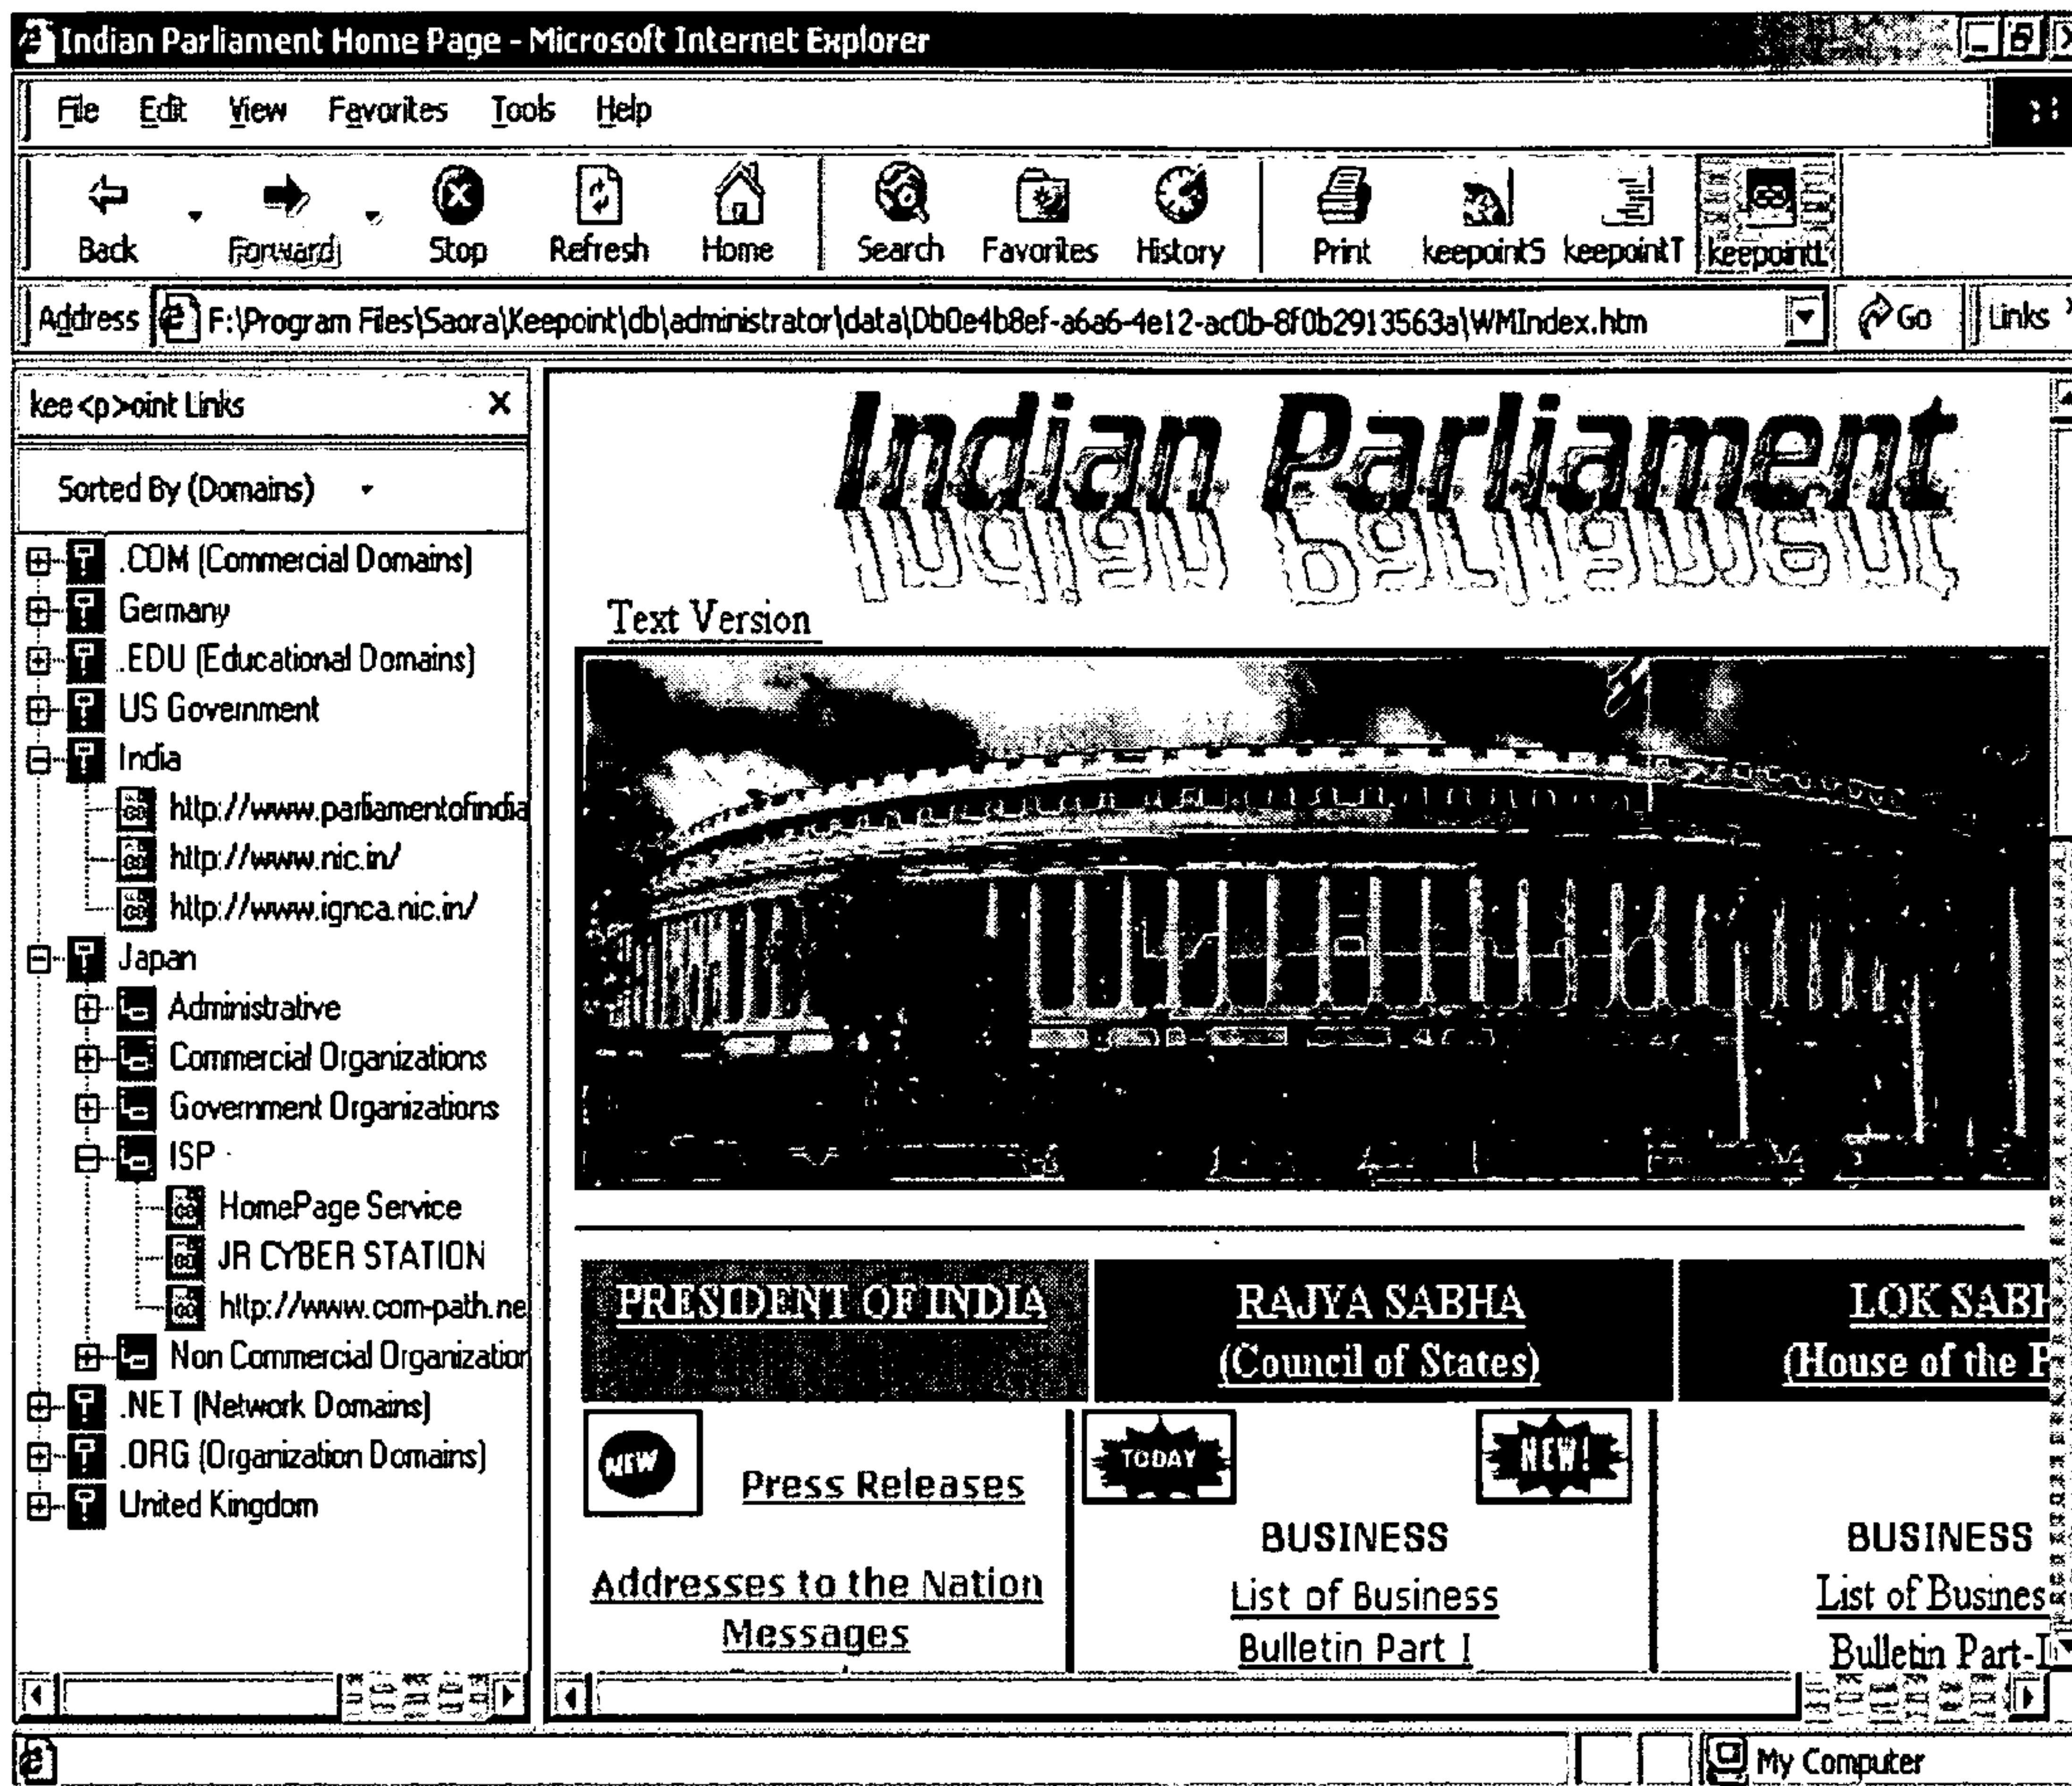 Indian Parliament Home Page - Microsoft Internet Explorer
File Edit View Favorites Tools Help
Back Forward Stop Refresh Home Search Favorites History Print keepointS keepointT keepointL
Address F:\Program Files\Saora\Keepoint\db\administrator\data\Db0e4b8ef-a6a6-4e12-ac0b-8f0b2913563a\WMIndex.htm Go Links
kee<p>oint Links
Sorted By (Domains)
.COM (Commercial Domains)
Germany
.EDU (Educational Domains)
US Government
India
http://www.parliamentofindia
http://www.nic.in/
http://www.ignca.nic.in/
Japan
Administrative
Commercial Organizations
Government Organizations
ISP
HomePage Service
JR CYBER STATION
http://www.com-path.ne
Non Commercial Organization
.NET (Network Domains)
.ORG (Organization Domains)
United Kingdom
Indian Parliament
Text Version
PRESIDENT OF INDIA
RAJYA SABHA
(Council of States)
LOK SABH
(House of the P
NEW
Press Releases
Addresses to the Nation
Messages
TODAY
NEW!
BUSINESS
List of Business
Bulletin Part I
BUSINESS
List of Busines
Bulletin Part-I
My Computer